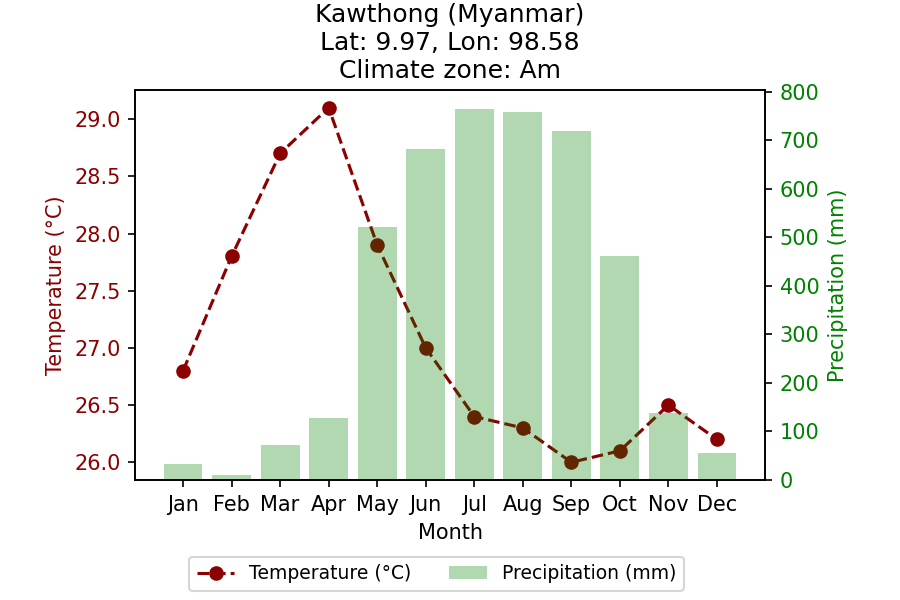 Kawthong (Myanmar)
Lat: 9.97, Lon: 98.58
Climate zone: Am
29.0
28.5
28.0
27.5
27.0
26.5
26.0
Temperature (°C)
800
700
600
500
400
300
200
100
0
Precipitation (mm)
Jan Feb Mar Apr May Jun Jul Aug Sep Oct Nov Dec
Month
Temperature (°C) Precipitation (mm)